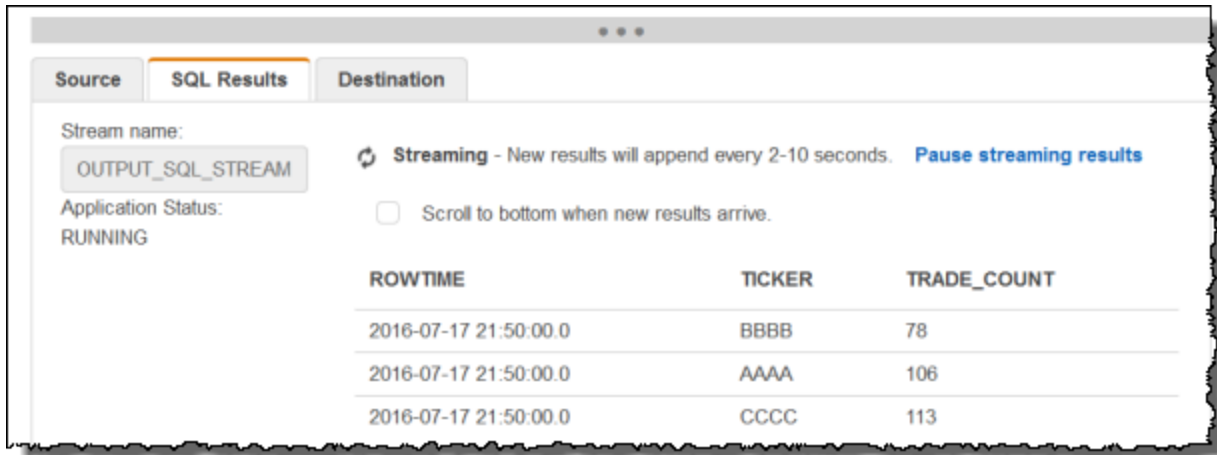 Source SQL Results Destination
Stream name:
OUTPUT_SQL_STREAM
Application Status:
RUNNING
Streaming - New results will append every 2-10 seconds. Pause streaming results
Scroll to bottom when new results arrive.
ROWTIME TICKER TRADE_COUNT
2016-07-17 21:50:00.0 BBBB 78
2016-07-17 21:50:00.0 AAAA 106
2016-07-17 21:50:00.0 CCCC 113